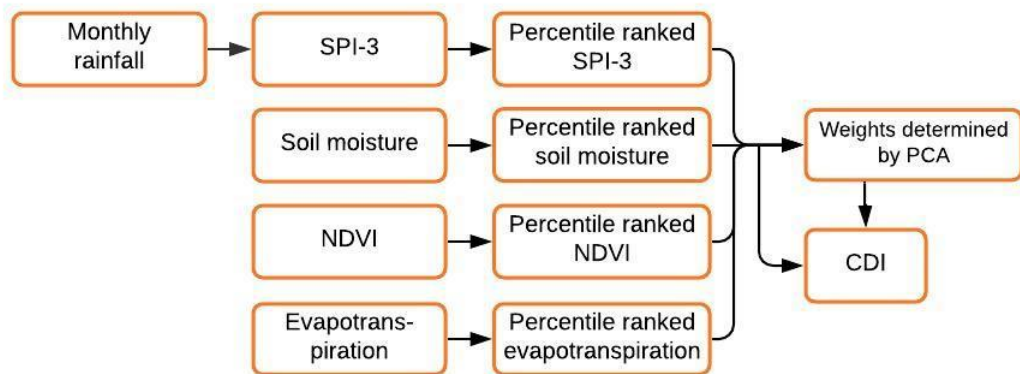 Monthly
rainfall
SPI-3
Percentile ranked
SPI-3
Soil moisture
Percentile ranked
soil moisture
Weights determined
by PCA
NDVI
Percentile ranked
NDVI
CDI
Evapotrans-
piration
Percentile ranked
evapotranspiration